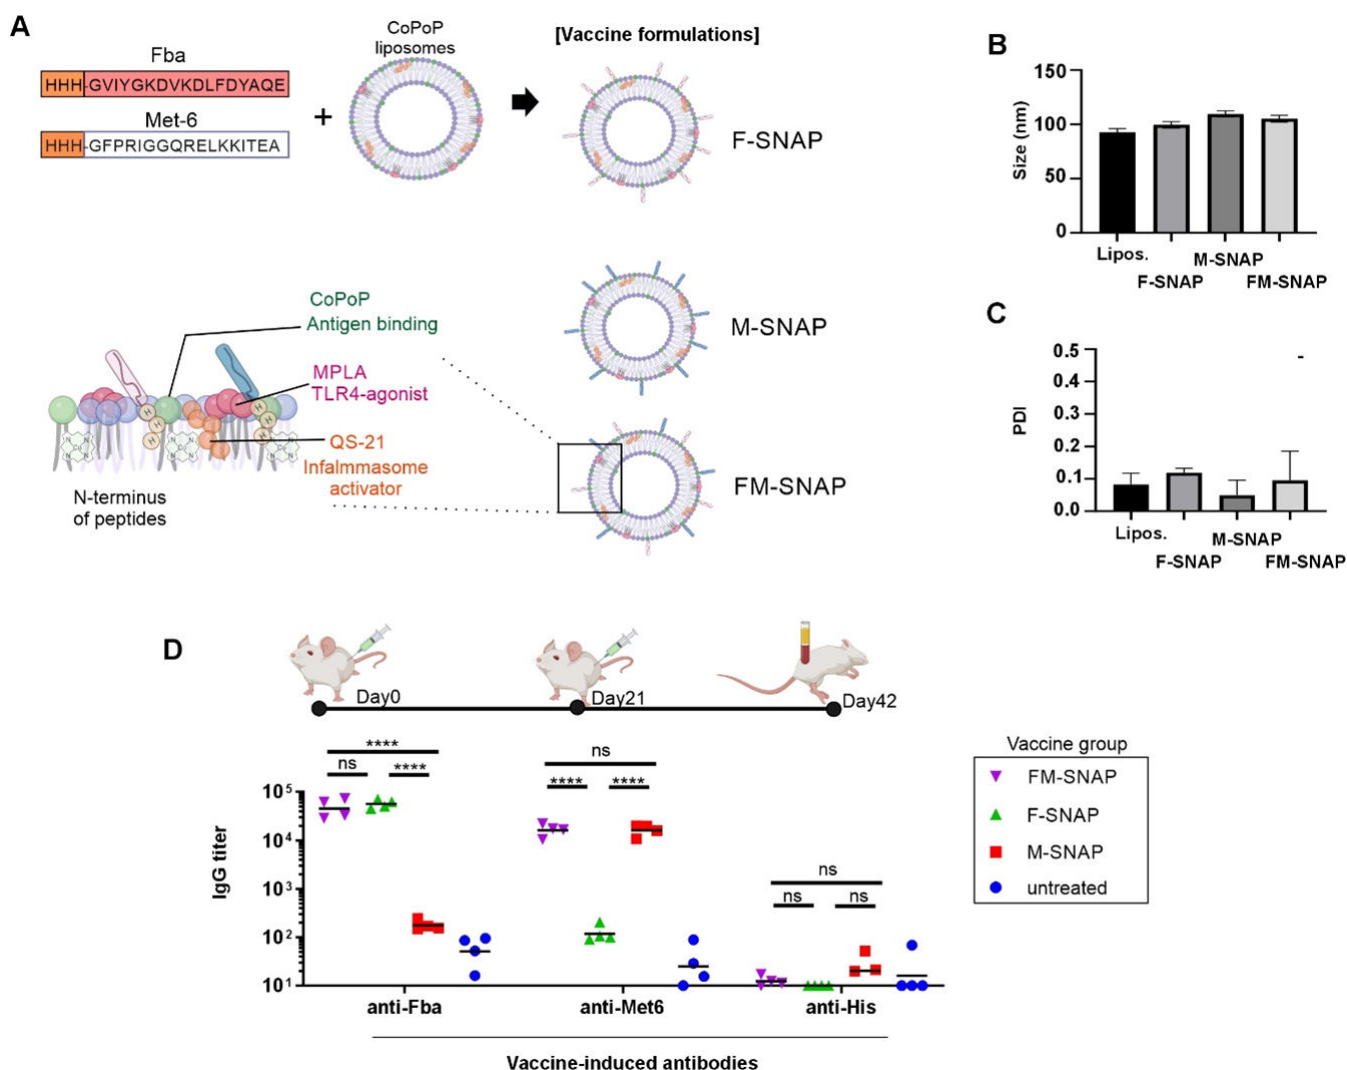 A
Fba
HHH-GVIYGKDVKDLFDYAQE
Met-6
HHH-GFPRIGGQRELKKITEA
+
CoPoP
liposomes
[Vaccine formulations]
F-SNAP
M-SNAP
FM-SNAP
CoPoP
Antigen binding
MPLA
TLR4-agonist
QS-21
Infalmmasome
activator
H
H
H
H
H
N
N
N
N
Co
N-terminus
of peptides
B
Size (nm)
150
100
50
0
Lipos.
F-SNAP
M-SNAP
FM-SNAP
C
PDI
0.5
0.4
0.3
0.2
0.1
0.0
Lipos.
F-SNAP
M-SNAP
FM-SNAP
D
Day0
Day21
Day42
IgG titer
10⁵
10⁴
10³
10²
10¹
****
ns
****
ns
****
****
ns
ns
ns
anti-Fba
anti-Met6
anti-His
Vaccine-induced antibodies
Vaccine group
FM-SNAP
F-SNAP
M-SNAP
untreated